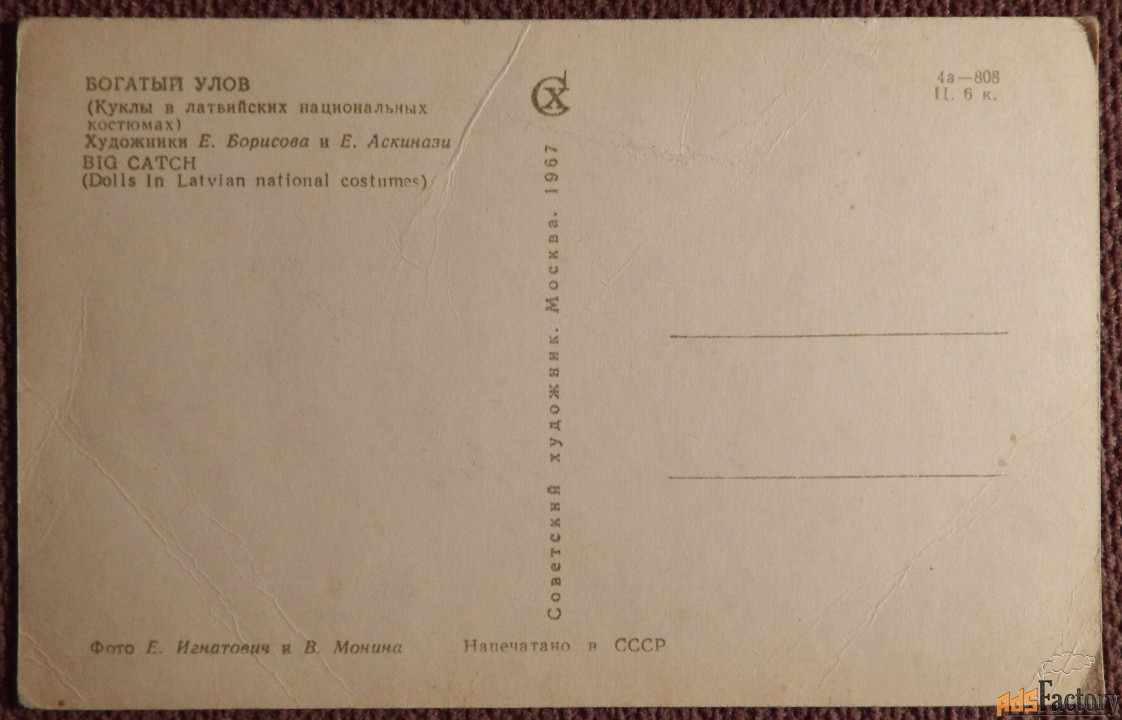 БОГАТЫЙ УЛОВ
(Куклы в латвийских национальных
костюмах)
Художники Е. Борисова и Е. Аскинази
BIG CATCH
(Dolls in Latvian national costumes)
СХ
4а—808
Ц. 6 к.
Советский художник. Москва. 1967
Фото Е. Игнатович и В. Монина
Напечатано в СССР
AdsFactory